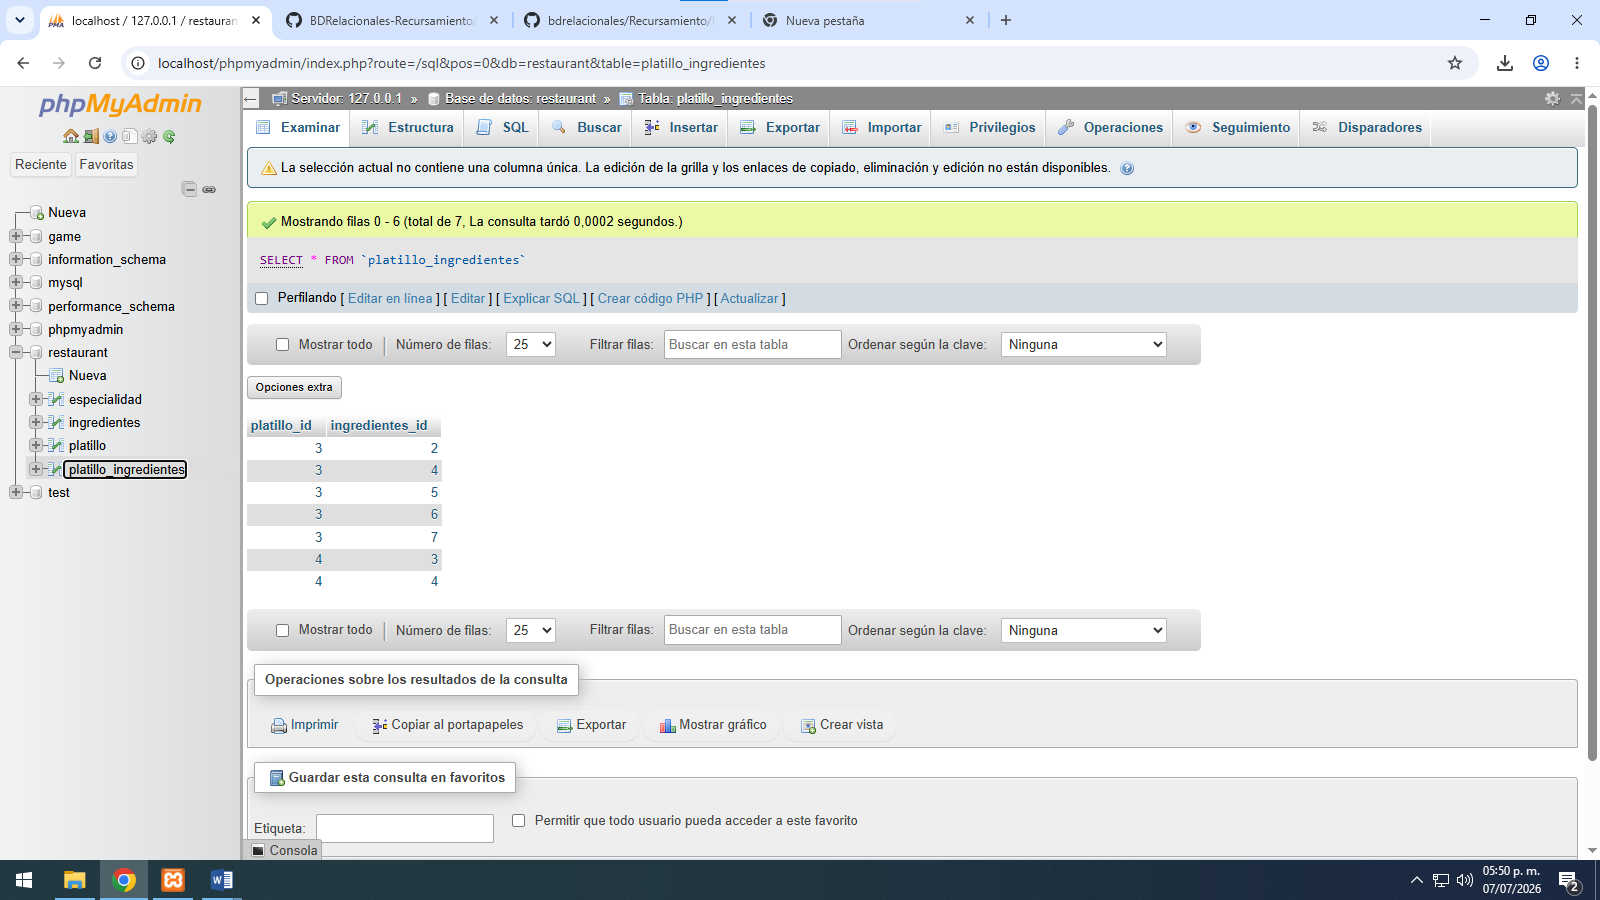 localhost / 127.0.0.1 / restauran
BDRelacionales-Recursamiento/
bdrelacionales/Recursamiento/
Nueva pestaña
localhost/phpmyadmin/index.php?route=/sql&pos=0&db=restaurant&table=platillo_ingredientes
phpMyAdmin
Reciente Favoritas
Nueva
game
information_schema
mysql
performance_schema
phpmyadmin
restaurant
Nueva
especialidad
ingredientes
platillo
platillo_ingredientes
test
Servidor: 127.0.0.1 » Base de datos: restaurant » Tabla: platillo_ingredientes
Examinar Estructura SQL Buscar Insertar Exportar Importar Privilegios Operaciones Seguimiento Disparadores
La selección actual no contiene una columna única. La edición de la grilla y los enlaces de copiado, eliminación y edición no están disponibles.
Mostrando filas 0 - 6 (total de 7, La consulta tardó 0,0002 segundos.)
SELECT * FROM `platillo_ingredientes`
Perfilando [ Editar en línea ] [ Editar ] [ Explicar SQL ] [ Crear código PHP ] [ Actualizar ]
Mostrar todo | Número de filas: 25 Filtrar filas: Buscar en esta tabla Ordenar según la clave: Ninguna
Opciones extra
platillo_id ingredientes_id
3 2
3 4
3 5
3 6
3 7
4 3
4 4
Mostrar todo | Número de filas: 25 Filtrar filas: Buscar en esta tabla Ordenar según la clave: Ninguna
Operaciones sobre los resultados de la consulta
Imprimir Copiar al portapapeles Exportar Mostrar gráfico Crear vista
Guardar esta consulta en favoritos
Etiqueta: Permitir que todo usuario pueda acceder a este favorito
Consola
05:50 p. m.
07/07/2026
2